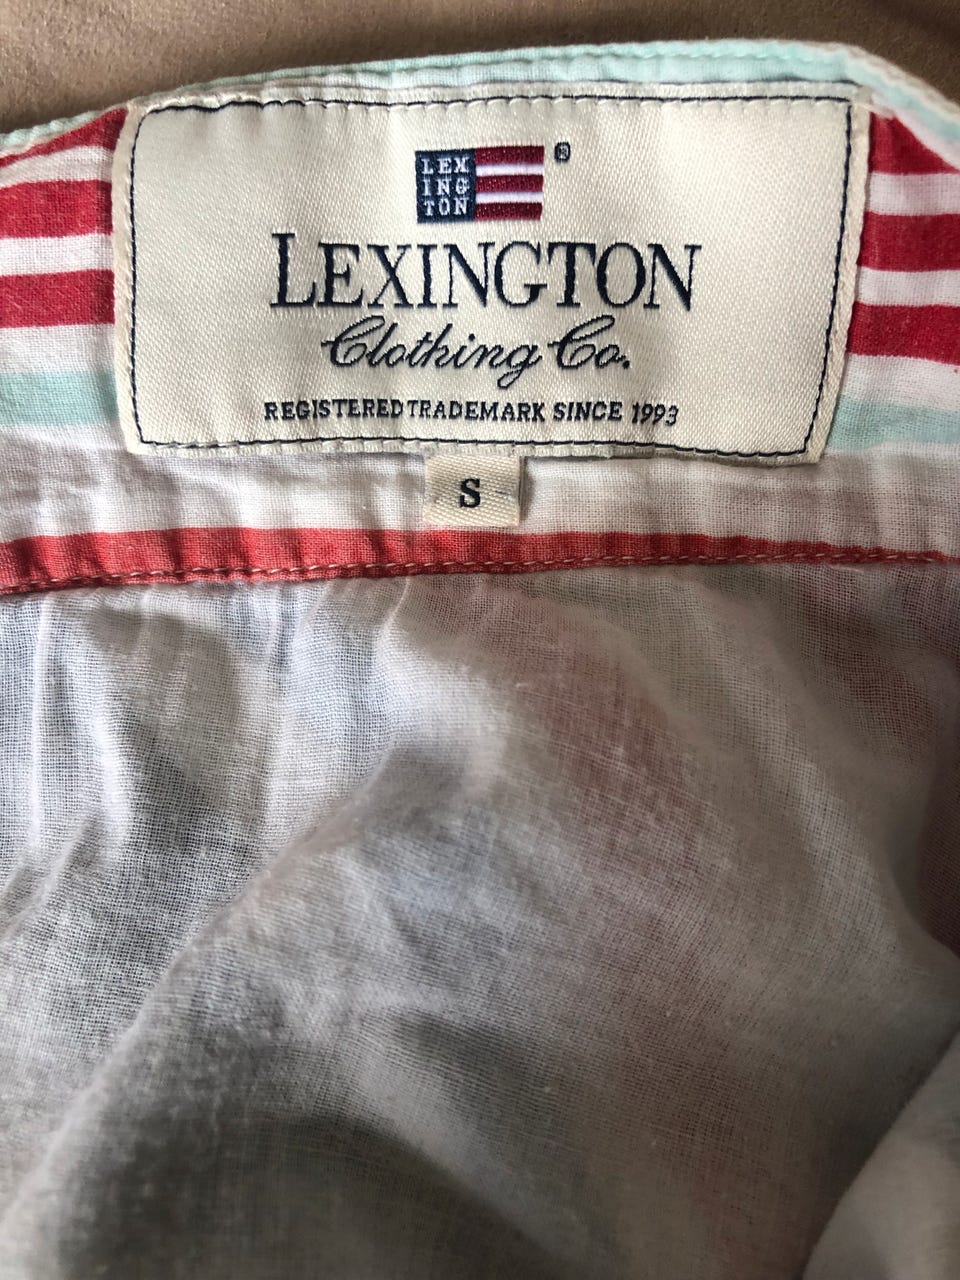 LEX
ING
TON
®
LEXINGTON
Clothing Co.
REGISTERED TRADEMARK SINCE 1993
S